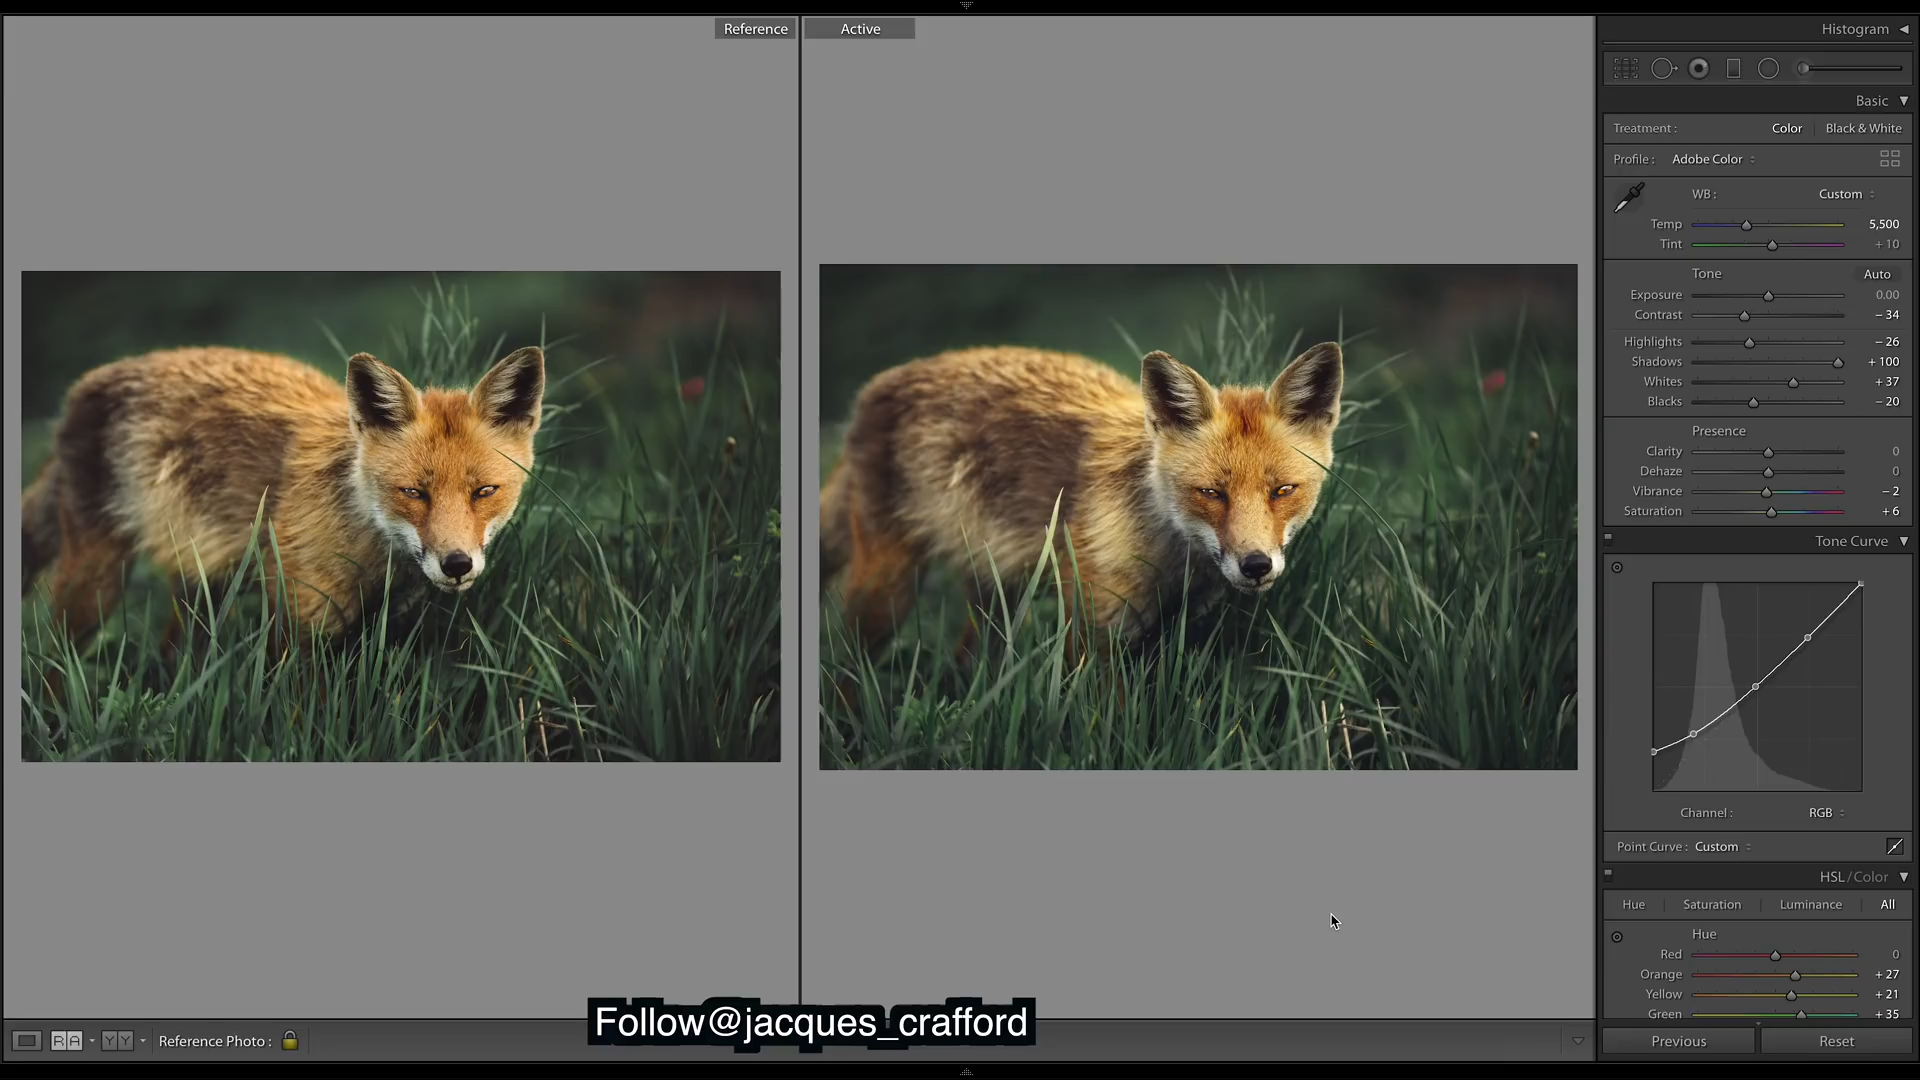 Reference
Active
Histogram
Basic
Treatment :
Color
Black & White
Profile :
Adobe Color
WB :
Custom
Temp
5,500
Tint
+ 10
Tone
Auto
Exposure
0.00
Contrast
− 34
Highlights
− 26
Shadows
+ 100
Whites
+ 37
Blacks
− 20
Presence
Clarity
0
Dehaze
0
Vibrance
− 2
Saturation
+ 6
Tone Curve
Channel :
RGB
Point Curve :
Custom
HSL / Color
Hue
Saturation
Luminance
All
Hue
Red
0
Orange
+ 27
Yellow
+ 21
Green
+ 35
Previous
Reset
RA
YY
Reference Photo :
Follow@jacques_crafford